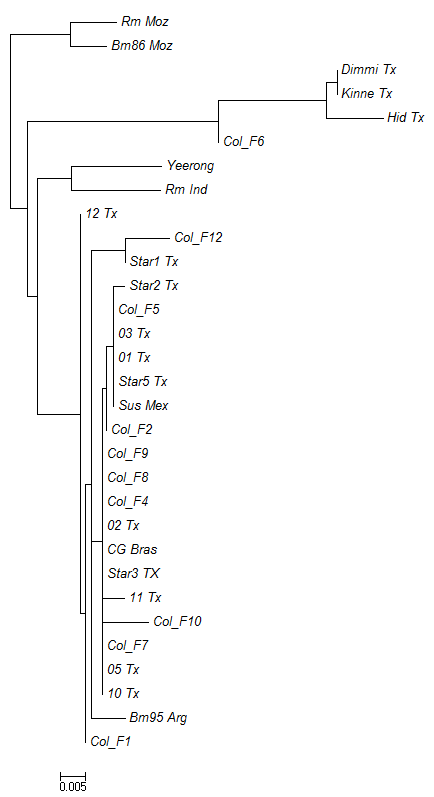 Rm Moz
Bm86 Moz
Dimmi Tx
Kinne Tx
Hid Tx
Col_F6
Yeerong
Rm Ind
12 Tx
Col_F12
Star1 Tx
Star2 Tx
Col_F5
03 Tx
01 Tx
Star5 Tx
Sus Mex
Col_F2
Col_F9
Col_F8
Col_F4
02 Tx
CG Bras
Star3 TX
11 Tx
Col_F10
Col_F7
05 Tx
10 Tx
Bm95 Arg
Col_F1
0.005